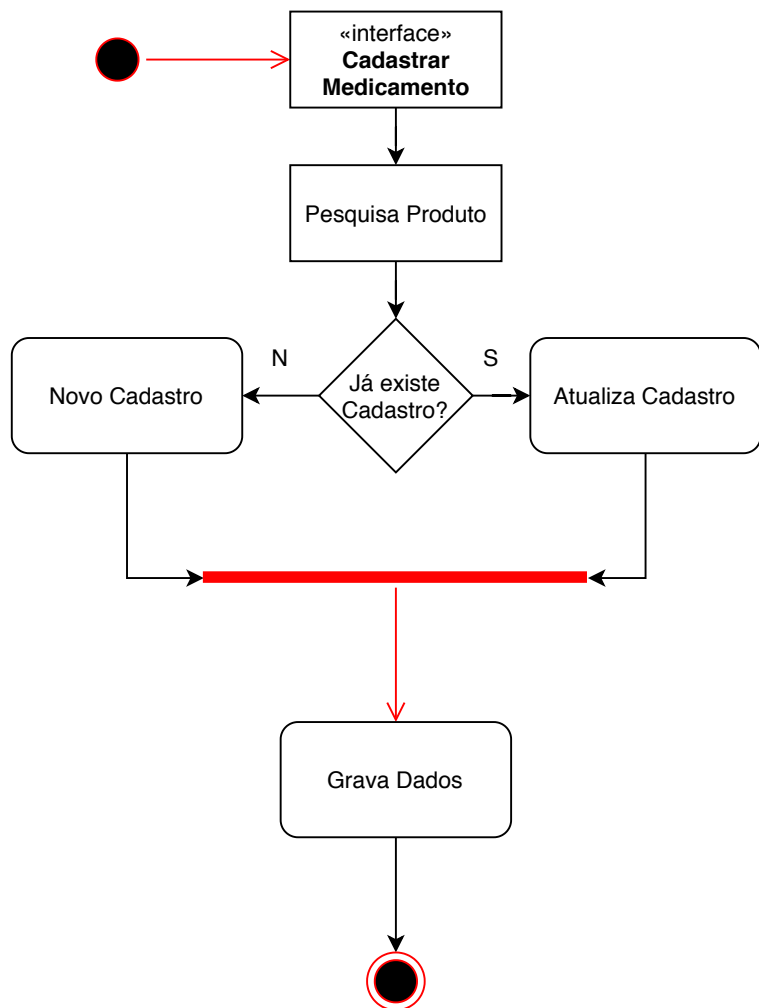 «interface»
Cadastrar
Medicamento
Pesquisa Produto
N
S
Novo Cadastro
Já existe
Cadastro?
Atualiza Cadastro
Grava Dados